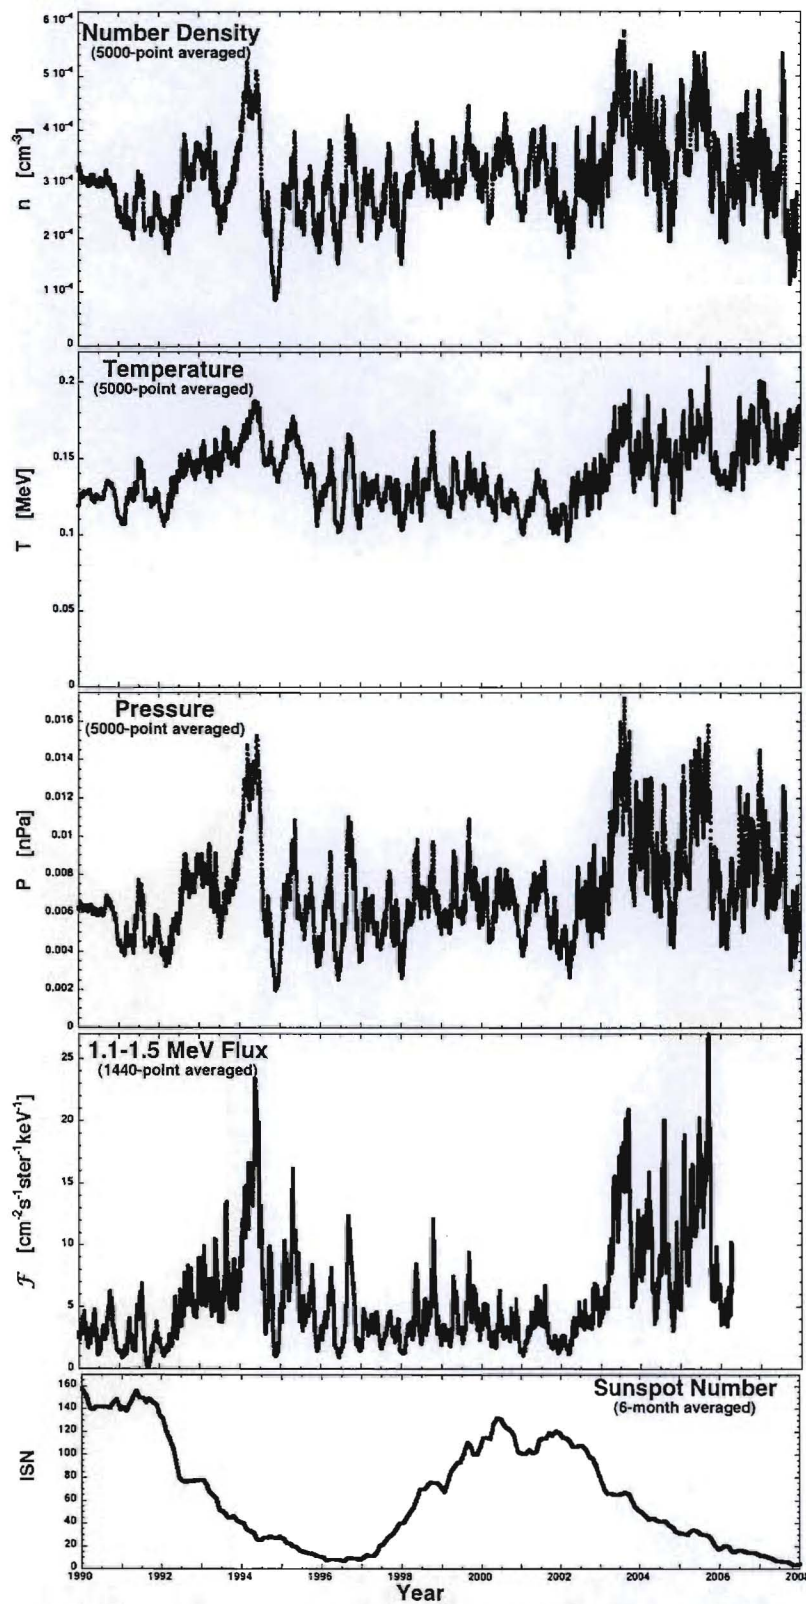 6 10⁻⁴
Number Density
(5000-point averaged)
5 10⁻⁴
4 10⁻⁴
n [cm⁻³]
3 10⁻⁴
2 10⁻⁴
1 10⁻⁴
0
0.2
Temperature
(5000-point averaged)
0.15
T [MeV]
0.1
0.05
0
0.016
Pressure
(5000-point averaged)
0.014
0.012
0.01
P [nPa]
0.008
0.006
0.004
0.002
0
25
1.1-1.5 MeV Flux
(1440-point averaged)
20
15
ℱ [cm⁻²s⁻¹ster⁻¹keV⁻¹]
10
5
0
160
Sunspot Number
140
(6-month averaged)
120
100
ISN
80
60
40
20
0
1990 1992 1994 1996 1998 2000 2002 2004 2006 2008
Year